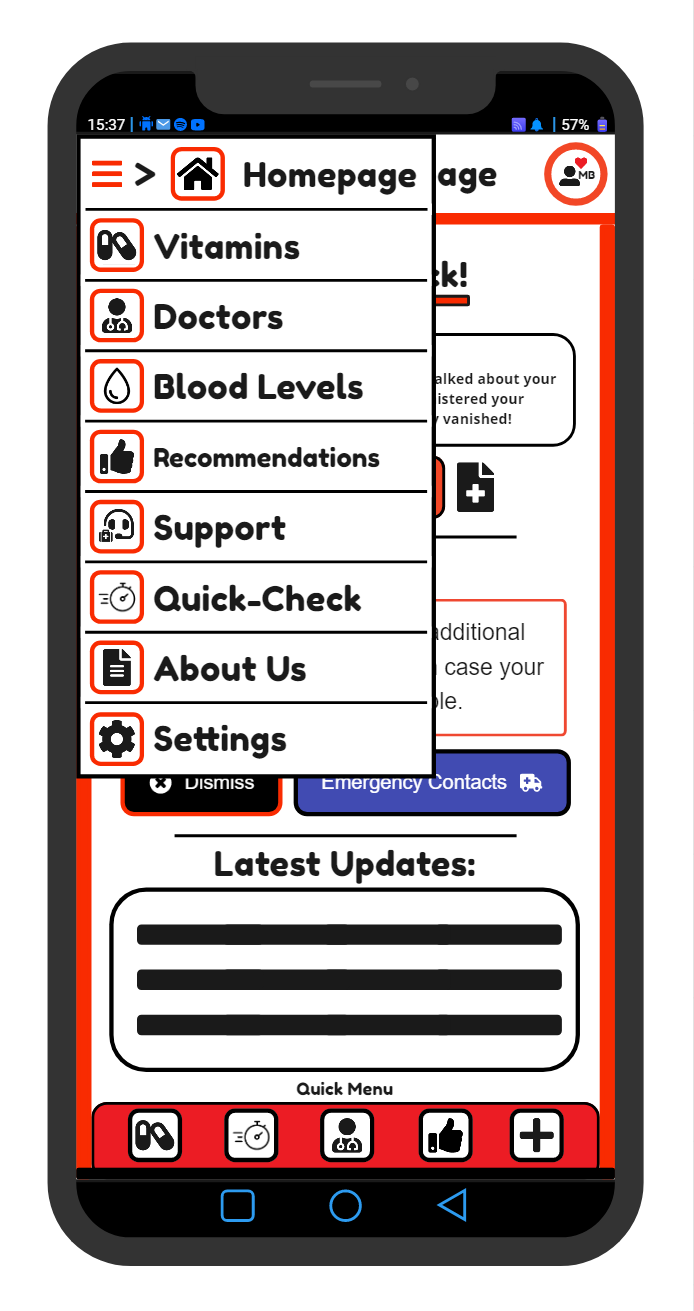 15:37 57%
> Homepage age MB
ck!
Vitamins
Doctors
alked about your
Blood Levels
istered your
vanished!
Recommendations
Support
Quick-Check
additional
About Us
case your
ble.
Settings
Dismiss Emergency Contacts
Latest Updates:
Quick Menu